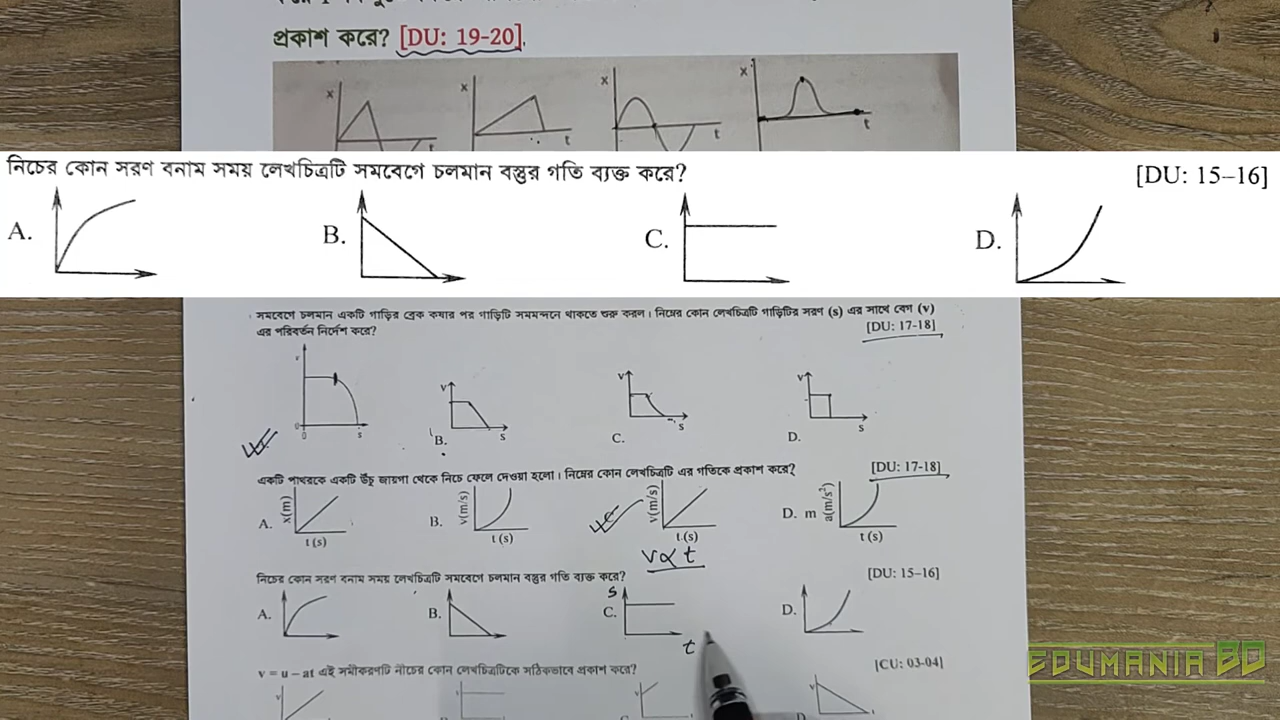 প্রকাশ করে? [DU: 19-20].
x x x x
t t t t
নিচের কোন সরণ বনাম সময় লেখচিত্রটি সমবেগে চলমান বস্তুর গতি ব্যক্ত করে? [DU: 15–16]
A. B. C. D.
সমবেগে চলমান একটি গাড়ির ব্রেক কষার পর গাড়িটি সমমন্দনে থাকতে শুরু করল। নিম্নের কোন লেখচিত্রটি গাড়িটির সরণ (s) এর সাথে বেগ (v)
এর পরিবর্তন নির্দেশ করে? [DU: 17-18]
v v v v
0 0 s s s s
B. C. D.
একটি পাথরকে একটি উঁচু জায়গা থেকে নিচে ফেলে দেওয়া হলো। নিম্নের কোন লেখচিত্রটি এর গতিকে প্রকাশ করে? [DU: 17-18]
A. x(m) B. v(m/s) v(m/s) D. m a(m/s²)
t (s) t (s) t (s) t (s)
v∝ t
নিচের কোন সরণ বনাম সময় লেখচিত্রটি সমবেগে চলমান বস্তুর গতি ব্যক্ত করে? [DU: 15–16]
A. B. C. S D.
t
v = u – at এই সমীকরণটি নীচের কোন লেখচিত্রটিকে সঠিকভাবে প্রকাশ করে? [CU: 03-04]
EDUMANIA BD